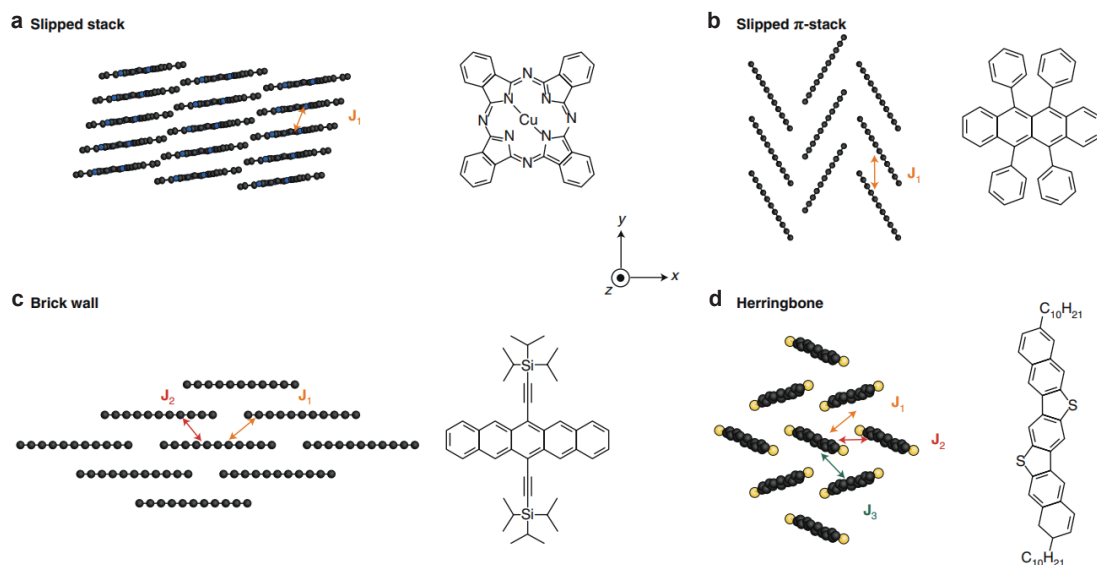 a Slipped stack
J1
N
N
N
N
Cu
N
N
N
N
b Slipped π-stack
J1
y
x
z
c Brick wall
J2
J1
Si
Si
d Herringbone
J1
J2
J3
C10H21
S
S
C10H21